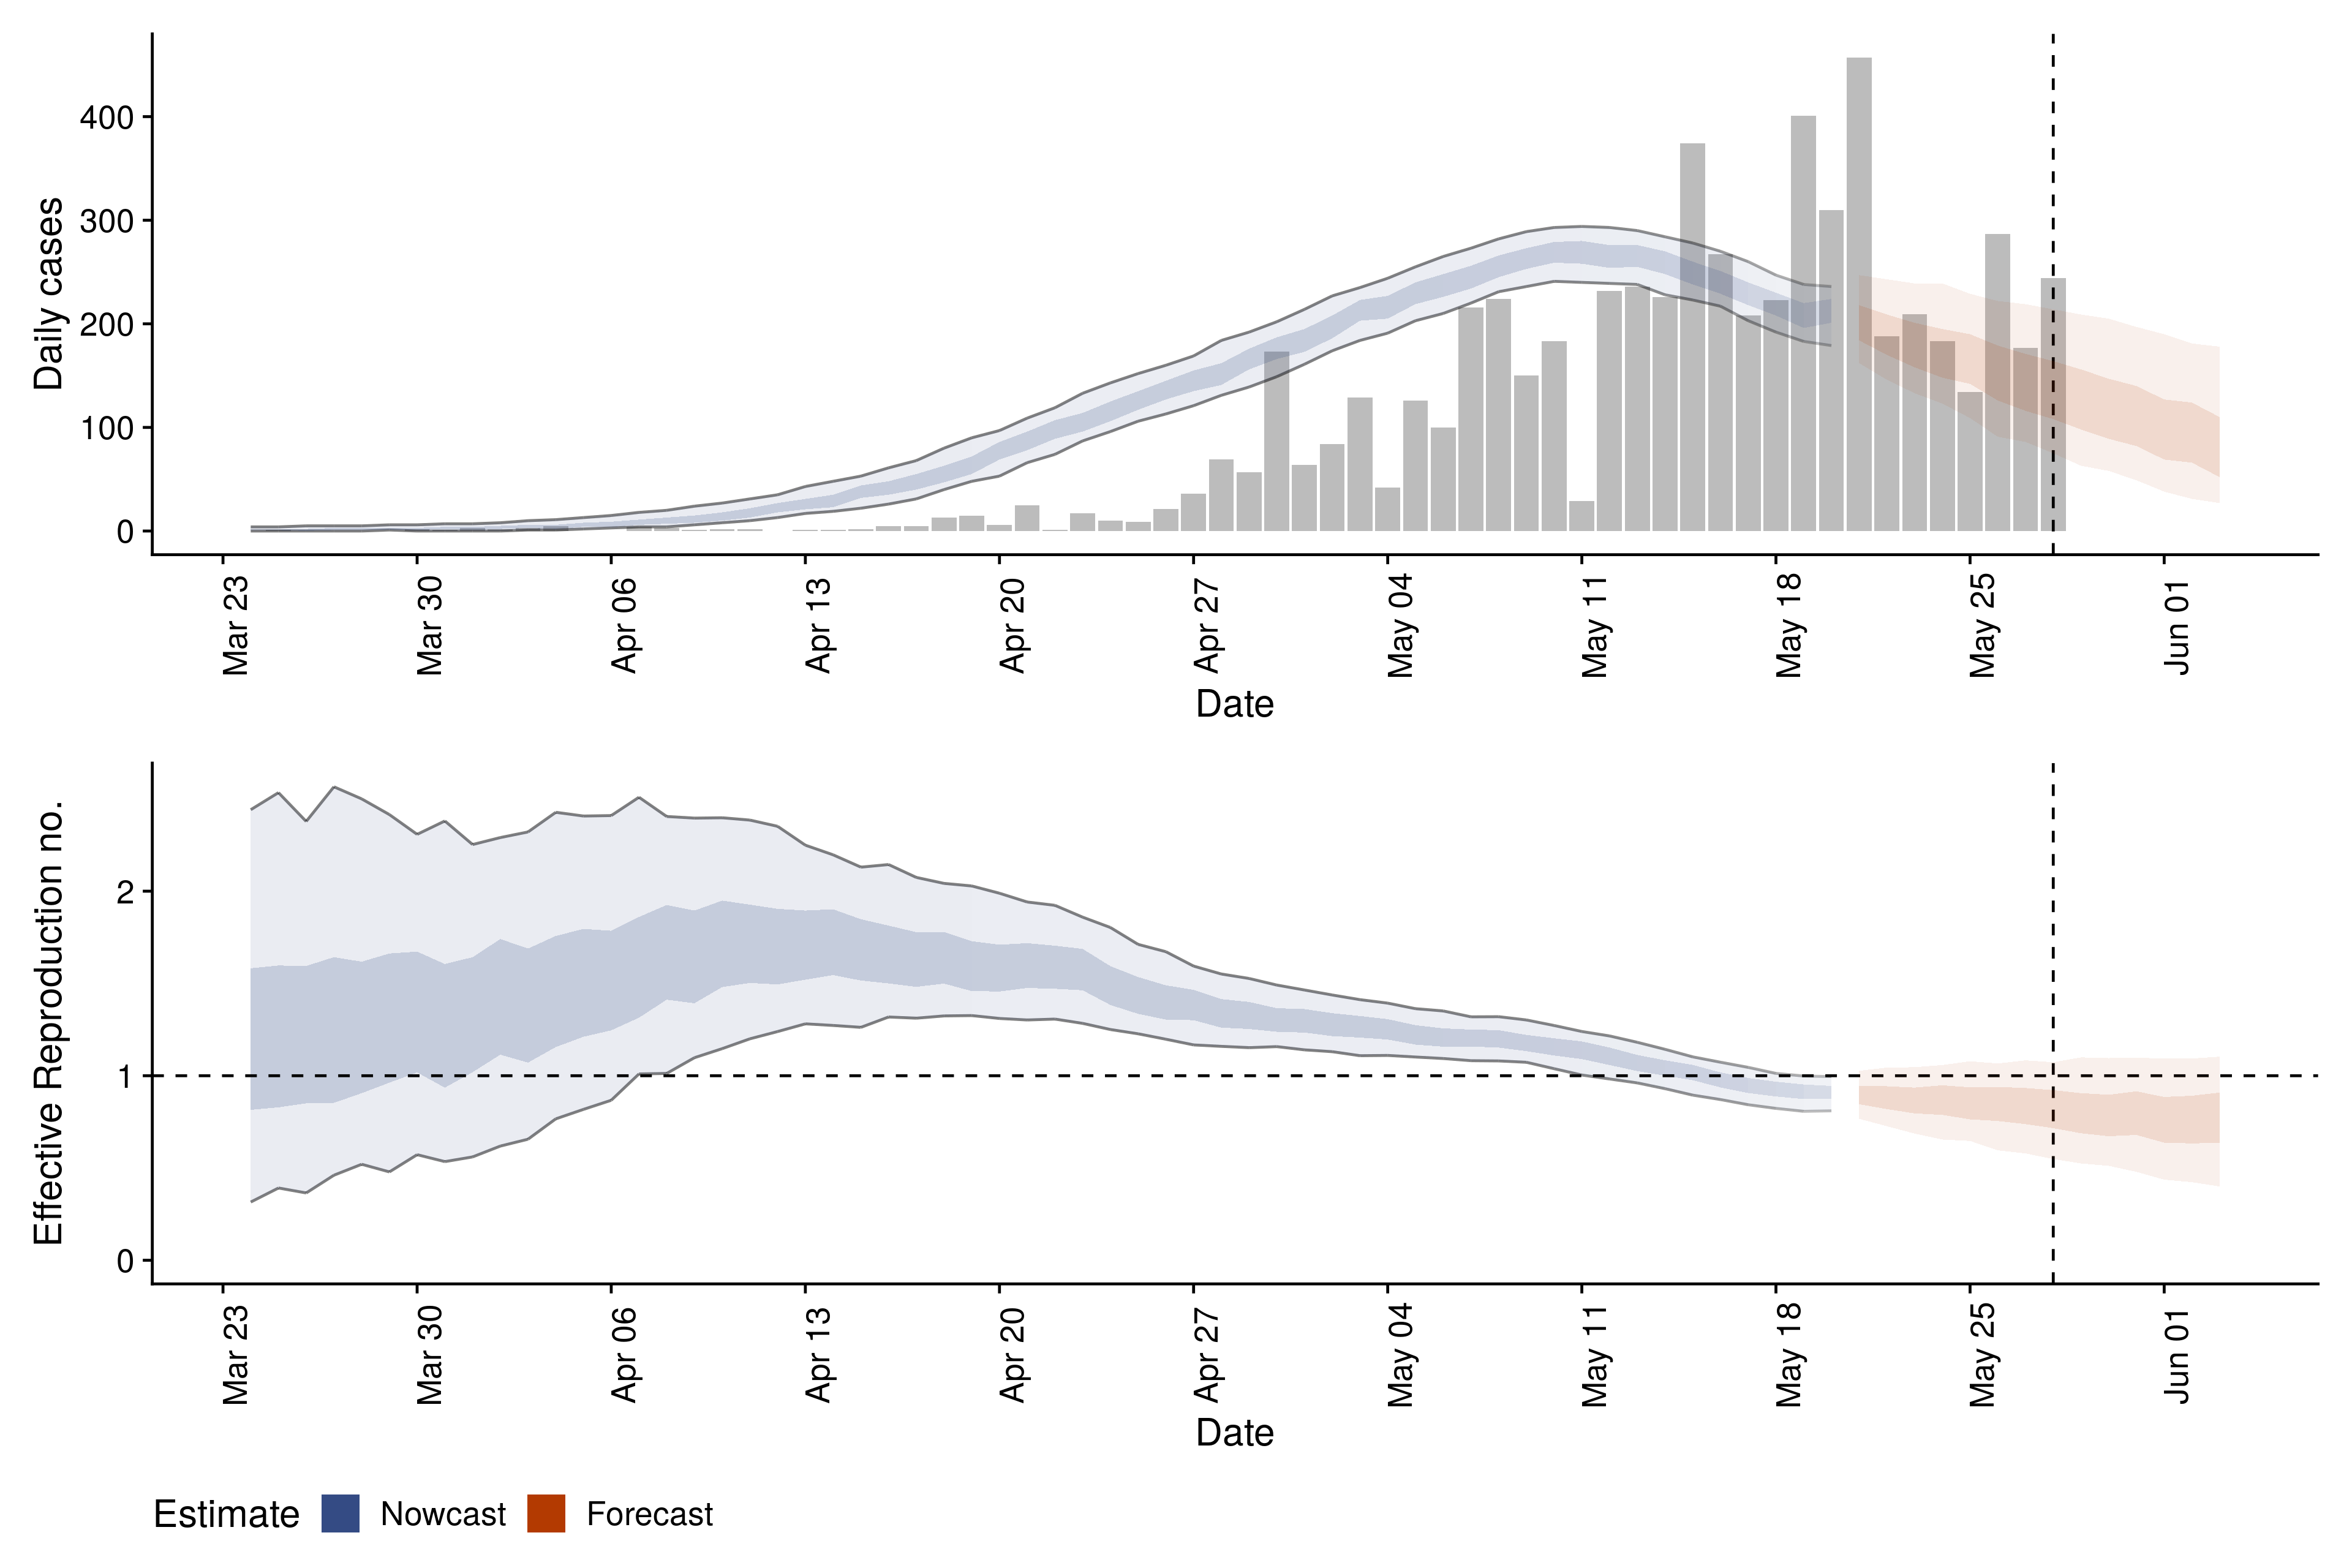 Daily cases
400
300
200
100
0
Mar 23
Mar 30
Apr 06
Apr 13
Apr 20
Apr 27
May 04
May 11
May 18
May 25
Jun 01
Date
Effective Reproduction no.
2
1
0
Mar 23
Mar 30
Apr 06
Apr 13
Apr 20
Apr 27
May 04
May 11
May 18
May 25
Jun 01
Date
Estimate Nowcast Forecast